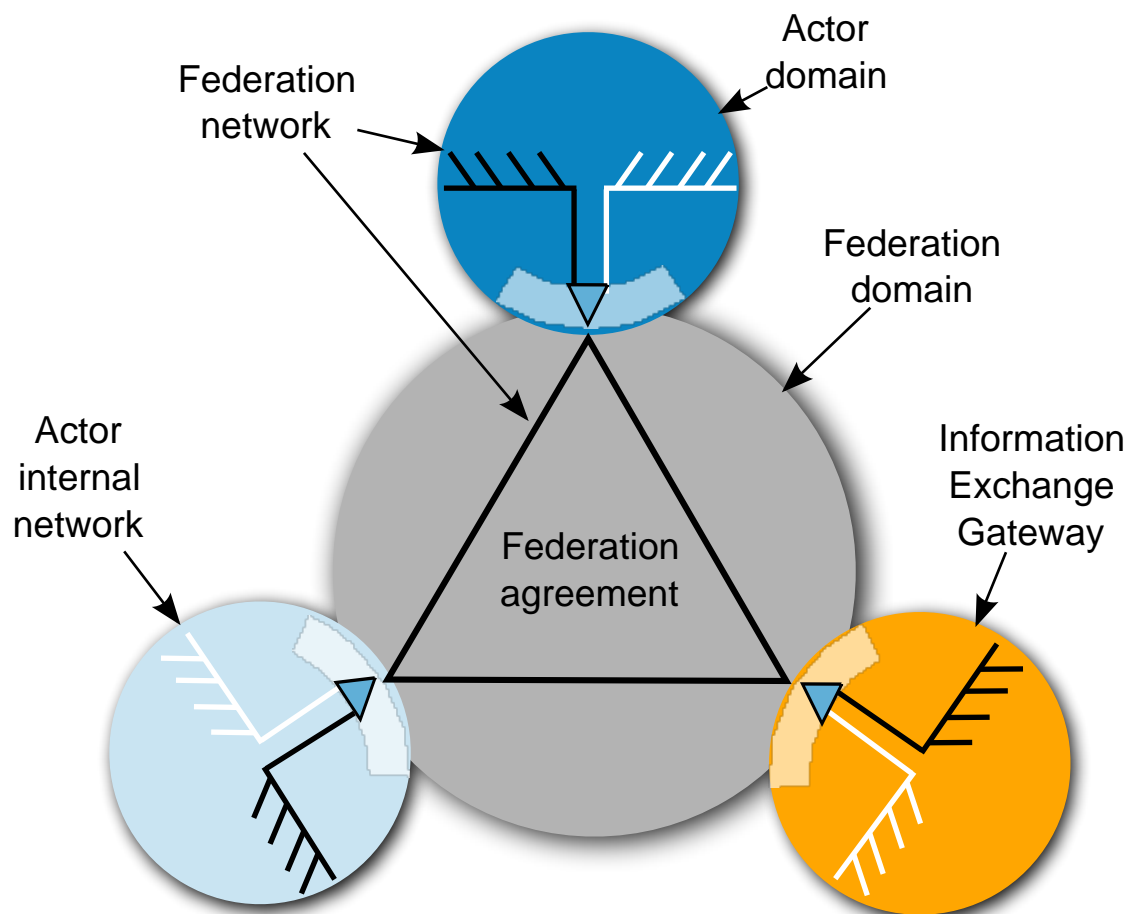 Actor
domain
Federation
network
Federation
domain
Actor
internal
network
Information
Exchange
Gateway
Federation
agreement